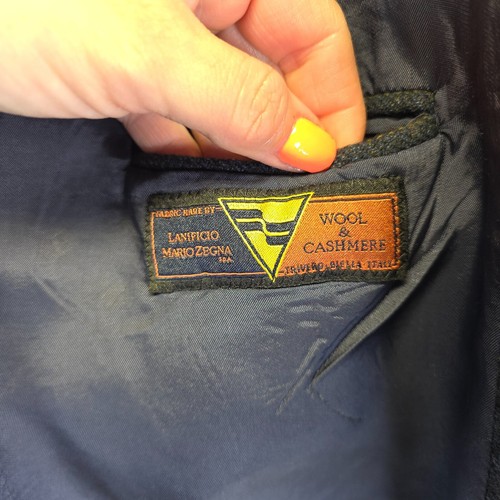 FABRIC MADE BY
LANIFICIO
MARIO ZEGNA
S.P.A.
WOOL
&
CASHMERE
TRIVERO BIELLA ITALY